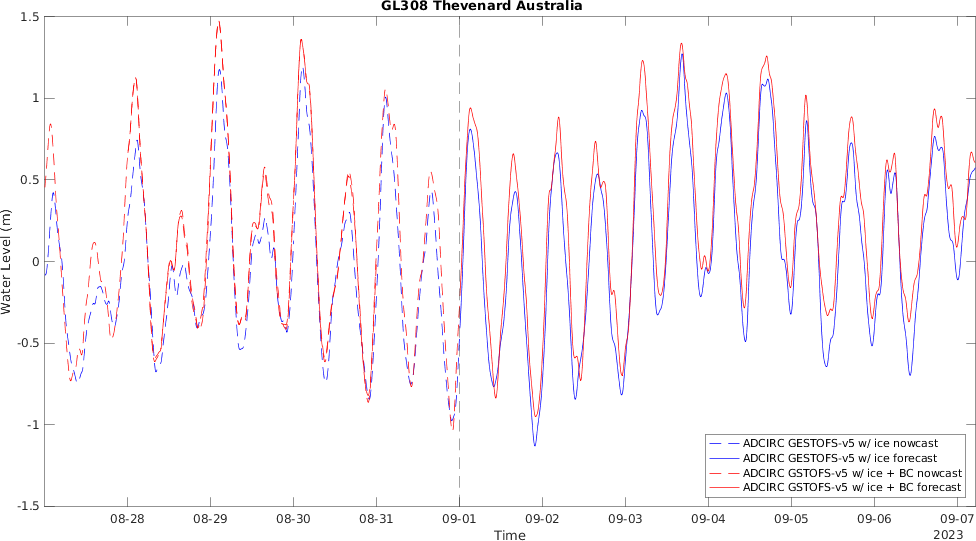 GL308 Thevenard Australia
1.5
1
0.5
0
-0.5
-1
-1.5
Water Level (m)
ADCIRC GESTOFS-v5 w/ ice nowcast
ADCIRC GESTOFS-v5 w/ ice forecast
ADCIRC GSTOFS-v5 w/ ice + BC nowcast
ADCIRC GSTOFS-v5 w/ ice + BC forecast
08-28 08-29 08-30 08-31 09-01 09-02 09-03 09-04 09-05 09-06 09-07
Time
2023